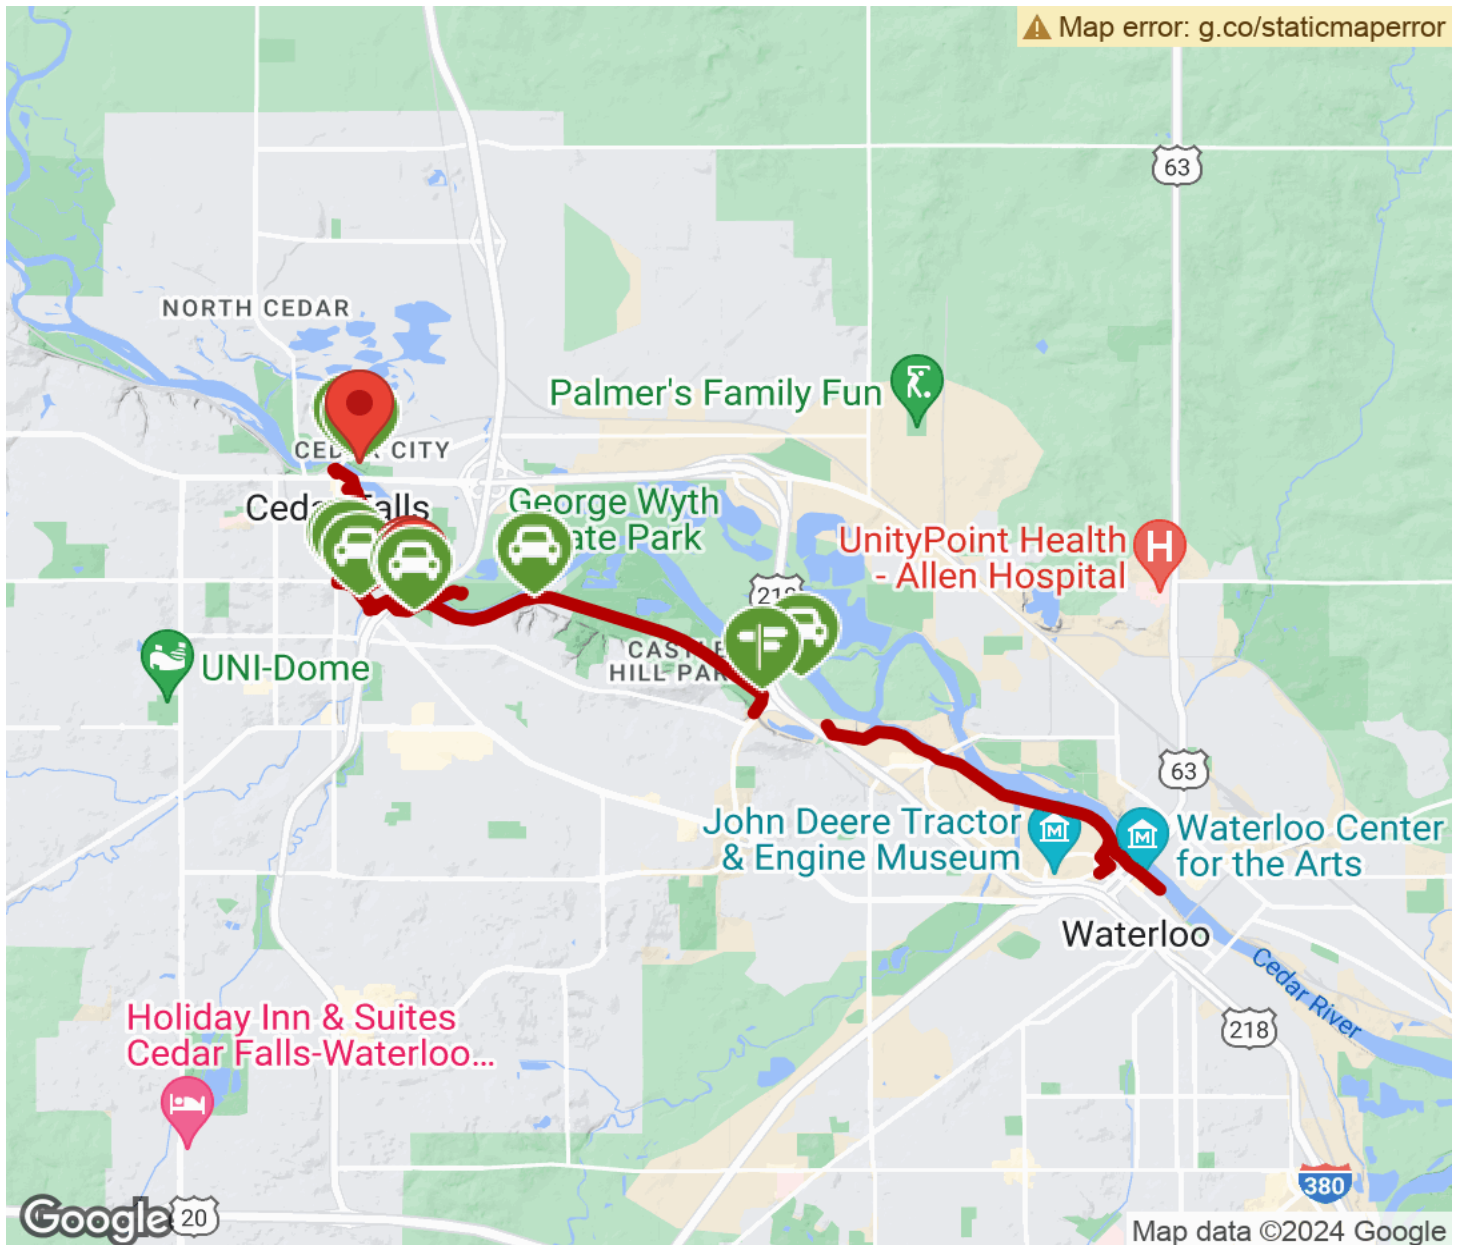 Map error: g.co/staticmaperror
63
NORTH CEDAR
Palmer's Family Fun
CITY
George Wyth
ate Park
UnityPoint Health
- Allen Hospital
H
HILL PAR
UNI-Dome
63
John Deere Tractor
& Engine Museum
M
M
Waterloo Center
for the Arts
Waterloo
Cedar River
218
Holiday Inn & Suites
Cedar Falls-Waterloo...
380
Google
20
Map data ©2024 Google